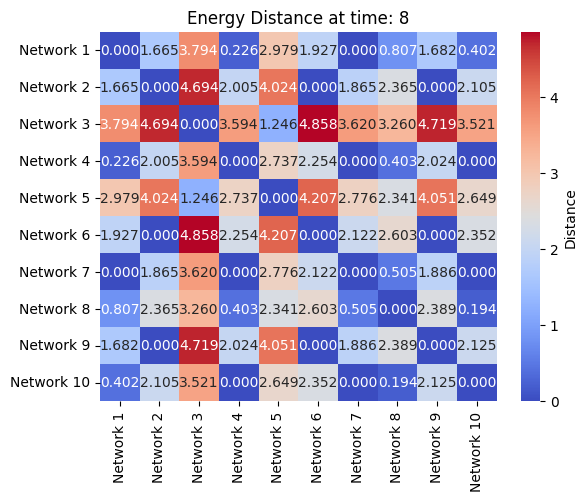 Energy Distance at time: 8
Network 1 0.000 1.665 3.794 0.226 2.979 1.927 0.000 0.807 1.682 0.402
Network 2 1.665 0.000 4.694 2.005 4.024 0.000 1.865 2.365 0.000 2.105
Network 3 3.794 4.694 0.000 3.594 1.246 4.858 3.620 3.260 4.719 3.521
Network 4 0.226 2.005 3.594 0.000 2.737 2.254 0.000 0.403 2.024 0.000
Network 5 2.979 4.024 1.246 2.737 0.000 4.207 2.776 2.341 4.051 2.649
Network 6 1.927 0.000 4.858 2.254 4.207 0.000 2.122 2.603 0.000 2.352
Network 7 0.000 1.865 3.620 0.000 2.776 2.122 0.000 0.505 1.886 0.000
Network 8 0.807 2.365 3.260 0.403 2.341 2.603 0.505 0.000 2.389 0.194
Network 9 1.682 0.000 4.719 2.024 4.051 0.000 1.886 2.389 0.000 2.125
Network 10 0.402 2.105 3.521 0.000 2.649 2.352 0.000 0.194 2.125 0.000
Network 1
Network 2
Network 3
Network 4
Network 5
Network 6
Network 7
Network 8
Network 9
Network 10
4
3
2
1
0
Distance